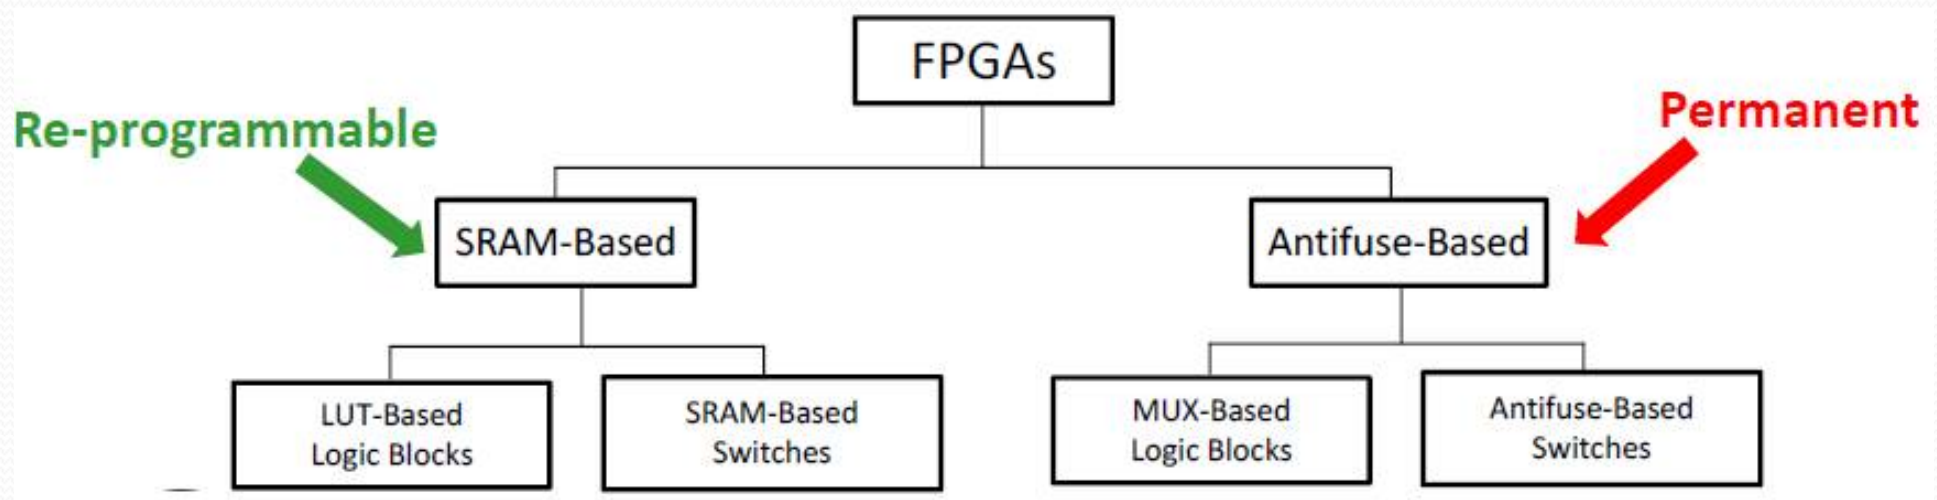 FPGAs
Re-programmable
Permanent
SRAM-Based
Antifuse-Based
LUT-Based
Logic Blocks
SRAM-Based
Switches
MUX-Based
Logic Blocks
Antifuse-Based
Switches